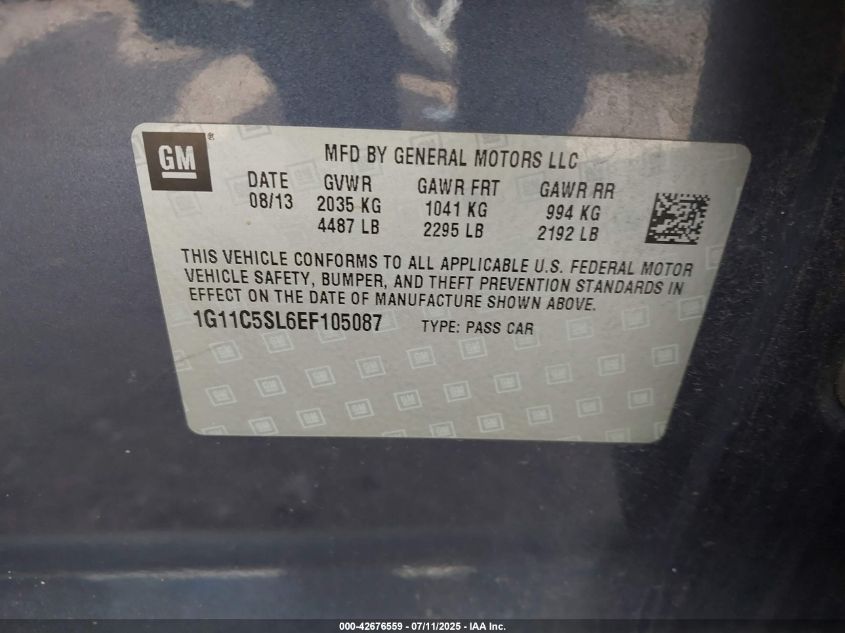 GM®
MFD BY GENERAL MOTORS LLC
DATE GVWR GAWR FRT GAWR RR
08/13 2035 KG 1041 KG 994 KG
4487 LB 2295 LB 2192 LB
THIS VEHICLE CONFORMS TO ALL APPLICABLE U.S. FEDERAL MOTOR
VEHICLE SAFETY, BUMPER, AND THEFT PREVENTION STANDARDS IN
EFFECT ON THE DATE OF MANUFACTURE SHOWN ABOVE.
1G11C5SL6EF105087 TYPE: PASS CAR
000-42676559 - 07/11/2025 - IAA Inc.